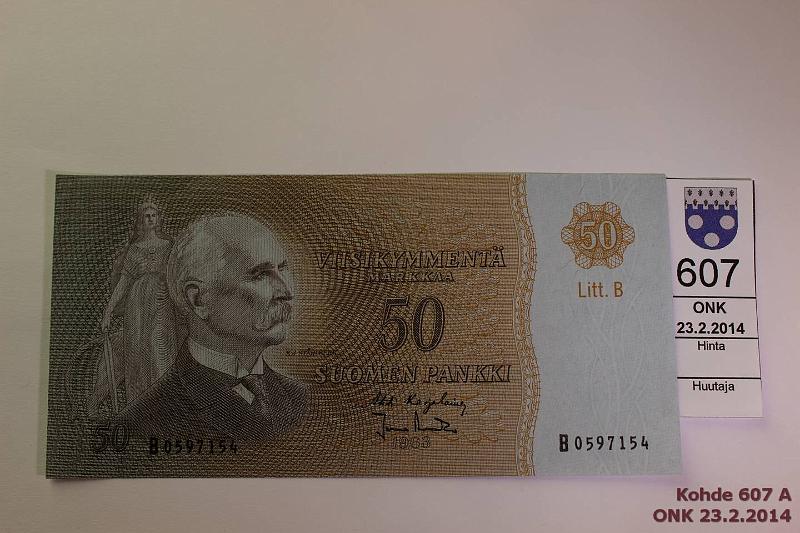 VIISIKYMMENTÄ
MARKKAA
50
SUOMEN PANKKI
1963
50
B0597154
50
Litt. B
B0597154
607
ONK
23.2.2014
Hinta
Huutaja
Kohde 607 A
ONK 23.2.2014